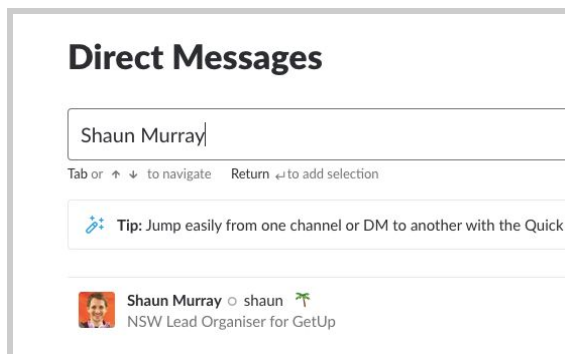 Direct Messages
Shaun Murray
Tab or ↑ ↓ to navigate Return ↵ to add selection
Tip: Jump easily from one channel or DM to another with the Quick
Shaun Murray ○ shaun 🌴
NSW Lead Organiser for GetUp